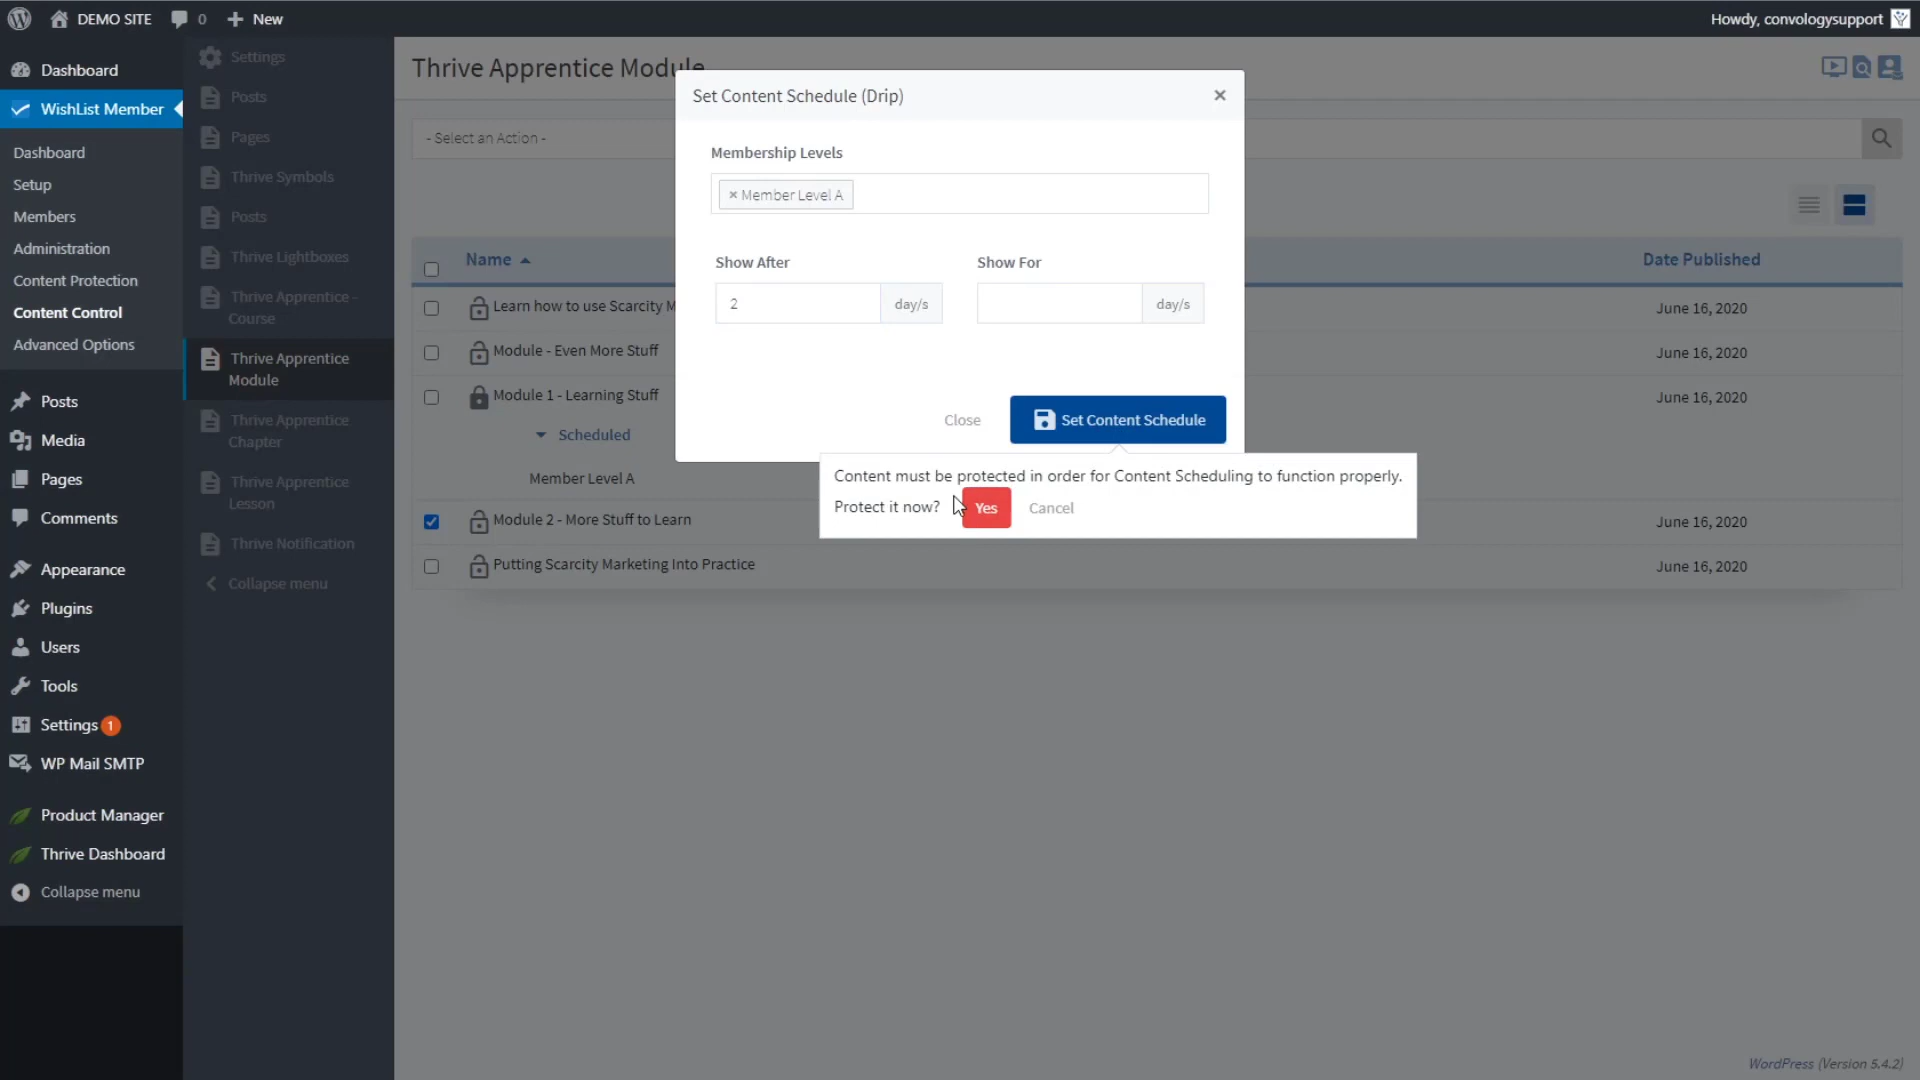 DEMO SITE 0 New Howdy, convologysupport
Dashboard
WishList Member
Dashboard
Setup
Members
Administration
Content Protection
Content Control
Advanced Options
Posts
Media
Pages
Comments
Appearance
Plugins
Users
Tools
Settings 1
WP Mail SMTP
Product Manager
Thrive Dashboard
Collapse menu
Settings
Posts
Pages
Thrive Symbols
Posts
Thrive Lightboxes
Thrive Apprentice -
Course
Thrive Apprentice
Module
Thrive Apprentice
Chapter
Thrive Apprentice
Lesson
Thrive Notification
Collapse menu
Thrive Apprentice Module
- Select an Action -
Name Date Published
Learn how to use Scarcity M June 16, 2020
Module - Even More Stuff June 16, 2020
Module 1 - Learning Stuff June 16, 2020
Scheduled
Member Level A
Module 2 - More Stuff to Learn June 16, 2020
Putting Scarcity Marketing Into Practice June 16, 2020
Set Content Schedule (Drip) ×
Membership Levels
× Member Level A
Show After Show For
2 day/s day/s
Close Set Content Schedule
Content must be protected in order for Content Scheduling to function properly.
Protect it now? Yes Cancel
WordPress (Version 5.4.2)